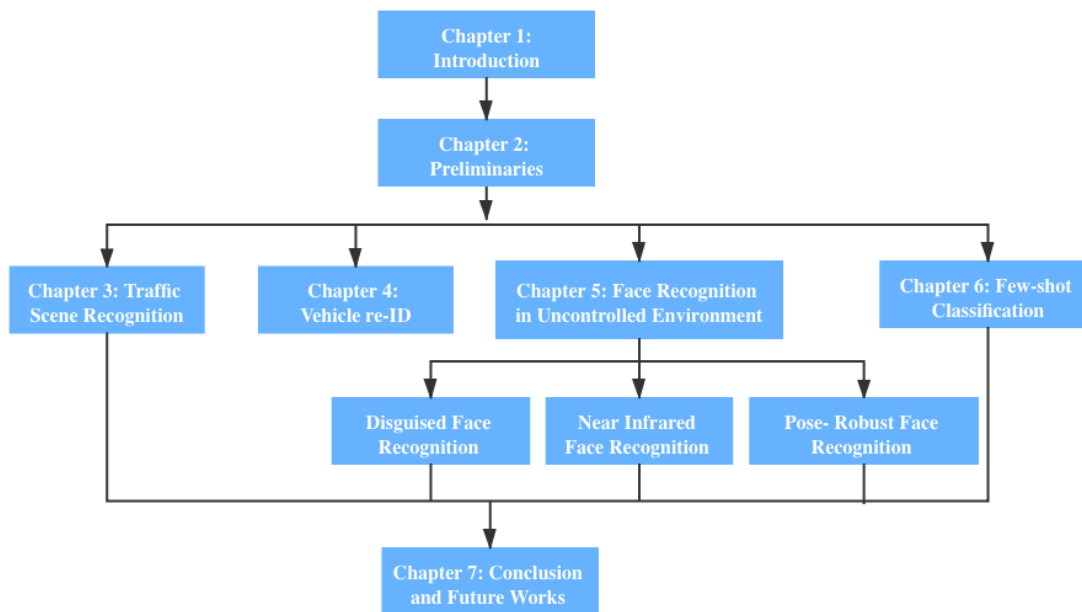 Chapter 1:
Introduction
Chapter 2:
Preliminaries
Chapter 3: Traffic
Scene Recognition
Chapter 4:
Vehicle re-ID
Chapter 5: Face Recognition
in Uncontrolled Environment
Chapter 6: Few-shot
Classification
Disguised Face
Recognition
Near Infrared
Face Recognition
Pose- Robust Face
Recognition
Chapter 7: Conclusion
and Future Works